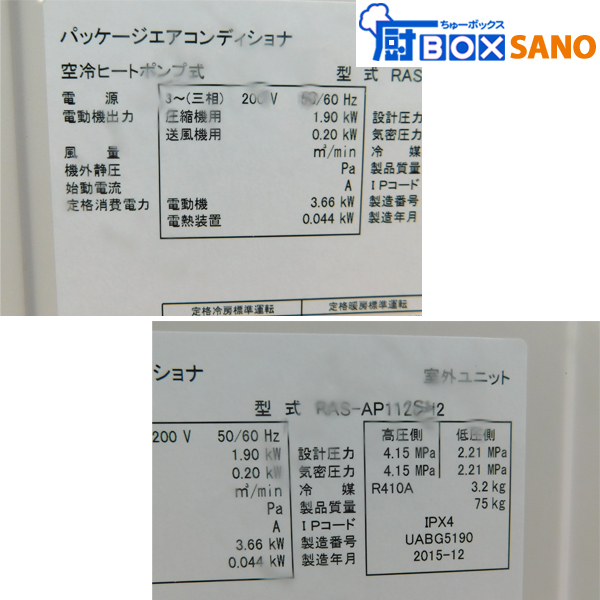 ちゅーボックス
厨BOX SANO
パッケージエアコンディショナ
空冷ヒートポンプ式 型 式 RAS
電 源 3～(三相) 200 V 50/60 Hz
電動機出力 圧縮機用 1.90 kW 設計圧力
送風機用 0.20 kW 気密圧力
風 量 m³/min 冷 媒
機外静圧 Pa 製品質量
始動電流 A IPコード
定格消費電力 電動機 3.66 kW 製造番号
電熱装置 0.044 kW 製造年月
定格冷房標準運転 定格暖房標準運転
ショナ 室外ユニット
型 式 RAS-AP112SH2
200 V 50/60 Hz 高圧側 低圧側
1.90 kW 設計圧力 4.15 MPa 2.21 MPa
0.20 kW 気密圧力 4.15 MPa 2.21 MPa
m³/min 冷 媒 R410A 3.2 kg
Pa 製品質量 75 kg
A IPコード IPX4
3.66 kW 製造番号 UABG5190
0.044 kW 製造年月 2015-12